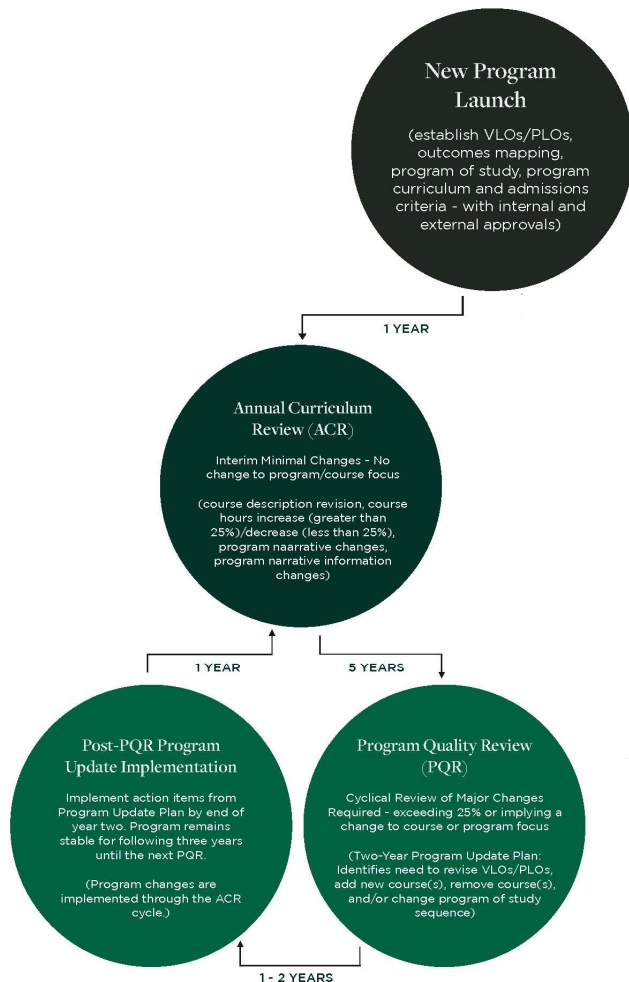 New Program
Launch
(establish VLOs/PLOs,
outcomes mapping,
program of study, program
curriculum and admissions
criteria - with internal and
external approvals)
1 YEAR
Annual Curriculum
Review (ACR)
Interim Minimal Changes - No
change to program/course focus
(course description revision, course
hours increase (greater than
25%)/decrease (less than 25%),
program naarrative changes,
program narrative information
changes)
1 YEAR
5 YEARS
Post-PQR Program
Update Implementation
Implement action items from
Program Update Plan by end of
year two. Program remains
stable for following three years
until the next PQR.
(Program changes are
implemented through the ACR
cycle.)
Program Quality Review
(PQR)
Cyclical Review of Major Changes
Required - exceeding 25% or implying a
change to course or program focus
(Two-Year Program Update Plan:
Identifies need to revise VLOs/PLOs,
add new course(s), remove course(s),
and/or change program of study
sequence)
1 - 2 YEARS